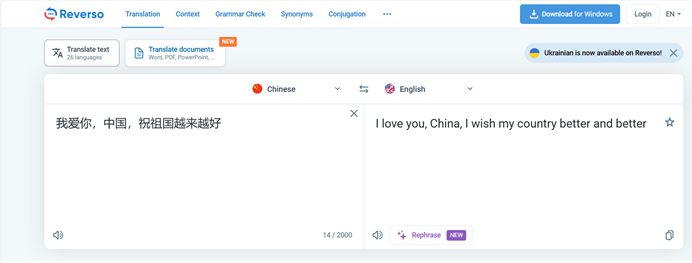 Reverso
Translation Context Grammar Check Synonyms Conjugation •••
Download for Windows
Login
EN
Translate text
26 languages
Translate documents
Word, PDF, PowerPoint, ...
NEW
Ukrainian is now available on Reverso!
Chinese
English
我爱你，中国，祝祖国越来越好
I love you, China, I wish my country better and better
14 / 2000
Rephrase NEW